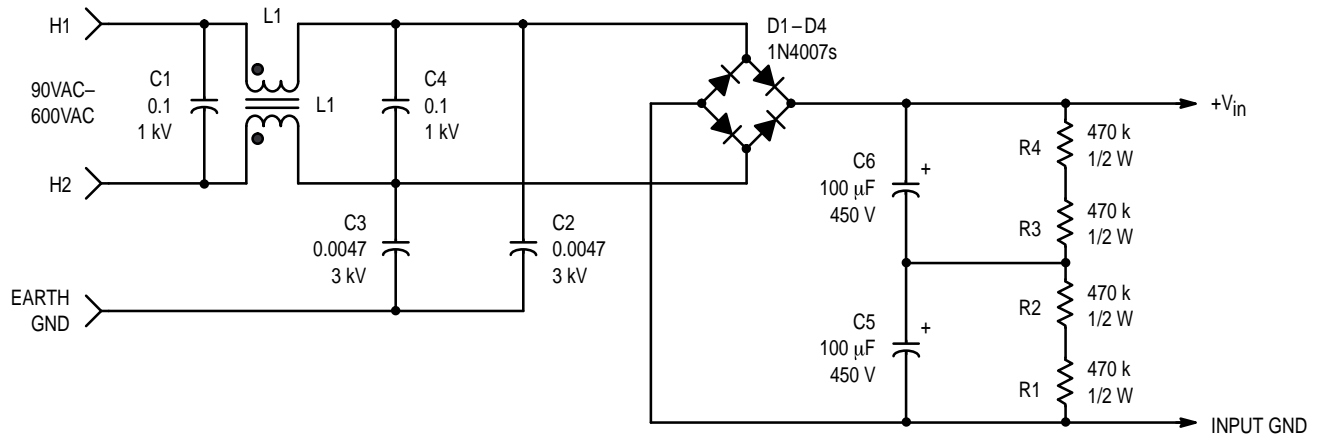 H1
L1
D1–D4
1N4007s
90VAC–
600VAC
C1
0.1
1 kV
L1
C4
0.1
1 kV
+Vin
H2
C6
100 µF
450 V
+
R4
470 k
1/2 W
R3
470 k
1/2 W
C3
0.0047
3 kV
C2
0.0047
3 kV
EARTH
GND
C5
100 µF
450 V
+
R2
470 k
1/2 W
R1
470 k
1/2 W
INPUT GND